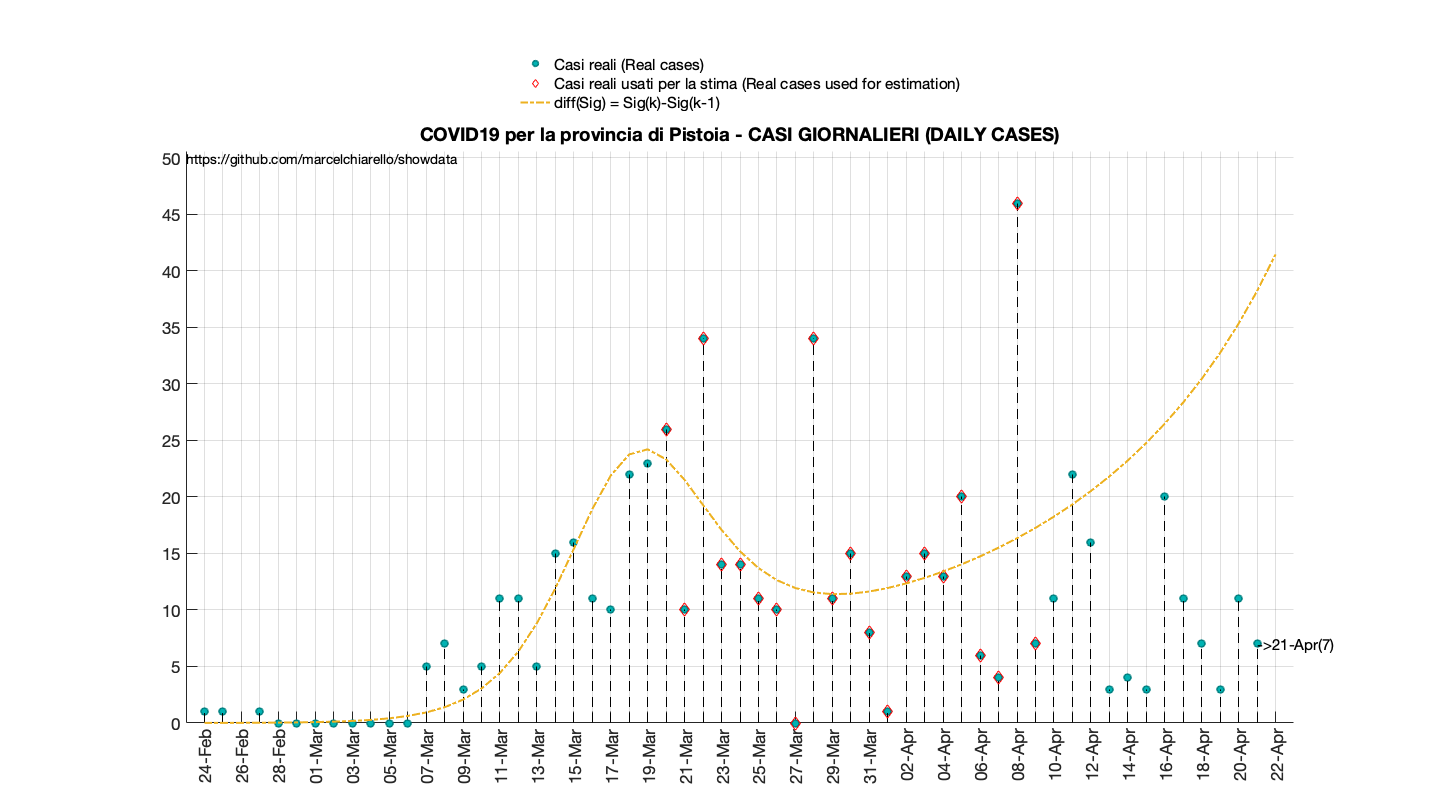 Casi reali (Real cases)
Casi reali usati per la stima (Real cases used for estimation)
diff(Sig) = Sig(k)-Sig(k-1)
COVID19 per la provincia di Pistoia - CASI GIORNALIERI (DAILY CASES)
https://github.com/marcelchiarello/showdata
50
45
40
35
30
25
20
15
10
5
0
->21-Apr(7)
24-Feb
26-Feb
28-Feb
01-Mar
03-Mar
05-Mar
07-Mar
09-Mar
11-Mar
13-Mar
15-Mar
17-Mar
19-Mar
21-Mar
23-Mar
25-Mar
27-Mar
29-Mar
31-Mar
02-Apr
04-Apr
06-Apr
08-Apr
10-Apr
12-Apr
14-Apr
16-Apr
18-Apr
20-Apr
22-Apr